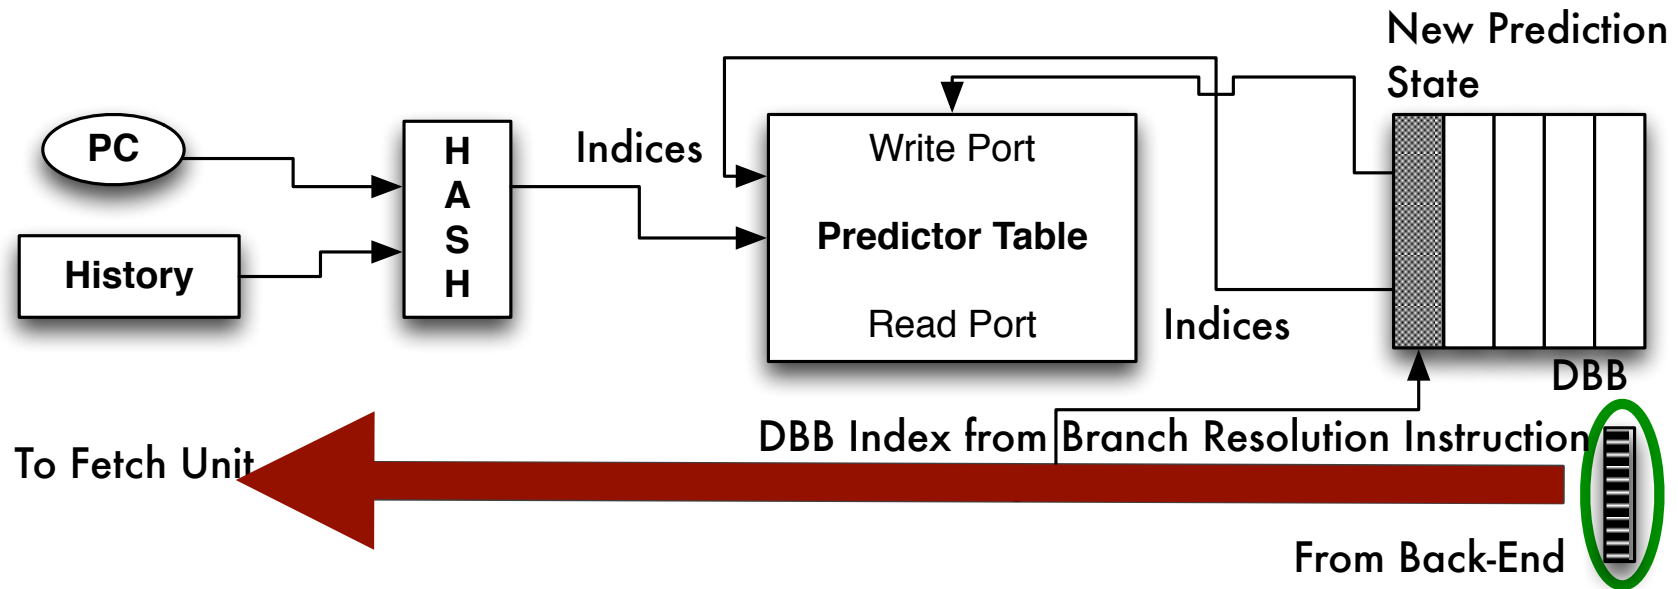 New Prediction
State
PC
H
A
S
H
Indices
Write Port
Predictor Table
Read Port
History
Indices
DBB
DBB Index from Branch Resolution Instruction
To Fetch Unit
From Back-End